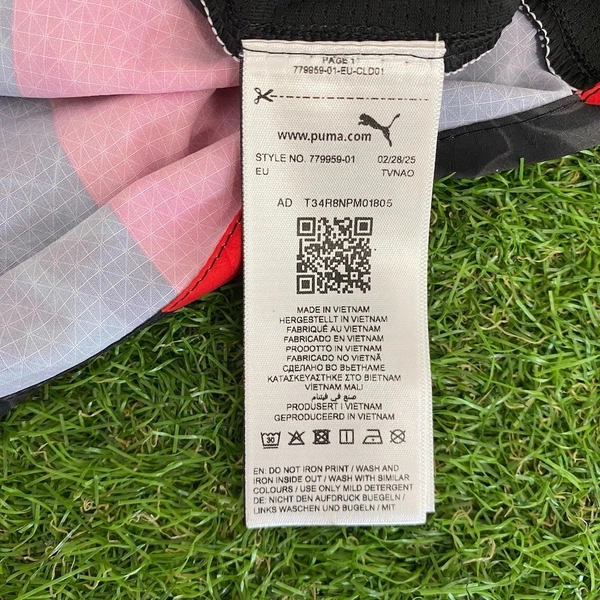 PAGE 1
779959-01-EU-CLD01
www.puma.com
STYLE NO. 779959-01 02/28/25
EU TVNAO
AD T34R8NPM01805
MADE IN VIETNAM
HERGESTELLT IN VIETNAM
FABRIQUÉ AU VIETNAM
FABRICADO EN VIETNAM
PRODOTTO IN VIETNAM
FABRICADO NO VIETNÃ
СДЕЛАНО ВО ВЬЕТНАМЕ
ΚΑΤΑΣΚΕΥΑΣΤΗΚΕ ΣΤΟ ΒΙΕΤΝΑΜ
VIETNAM MALI
صنع في فيتنام
PRODUSERT I VIETNAM
GEPRODUCEERD IN VIETNAM
30
EN: DO NOT IRON PRINT / WASH AND
IRON INSIDE OUT / WASH WITH SIMILAR
COLOURS / USE ONLY MILD DETERGENT
DE: NICHT DEN AUFDRUCK BUEGELN /
LINKS WASCHEN UND BUGELN / MIT